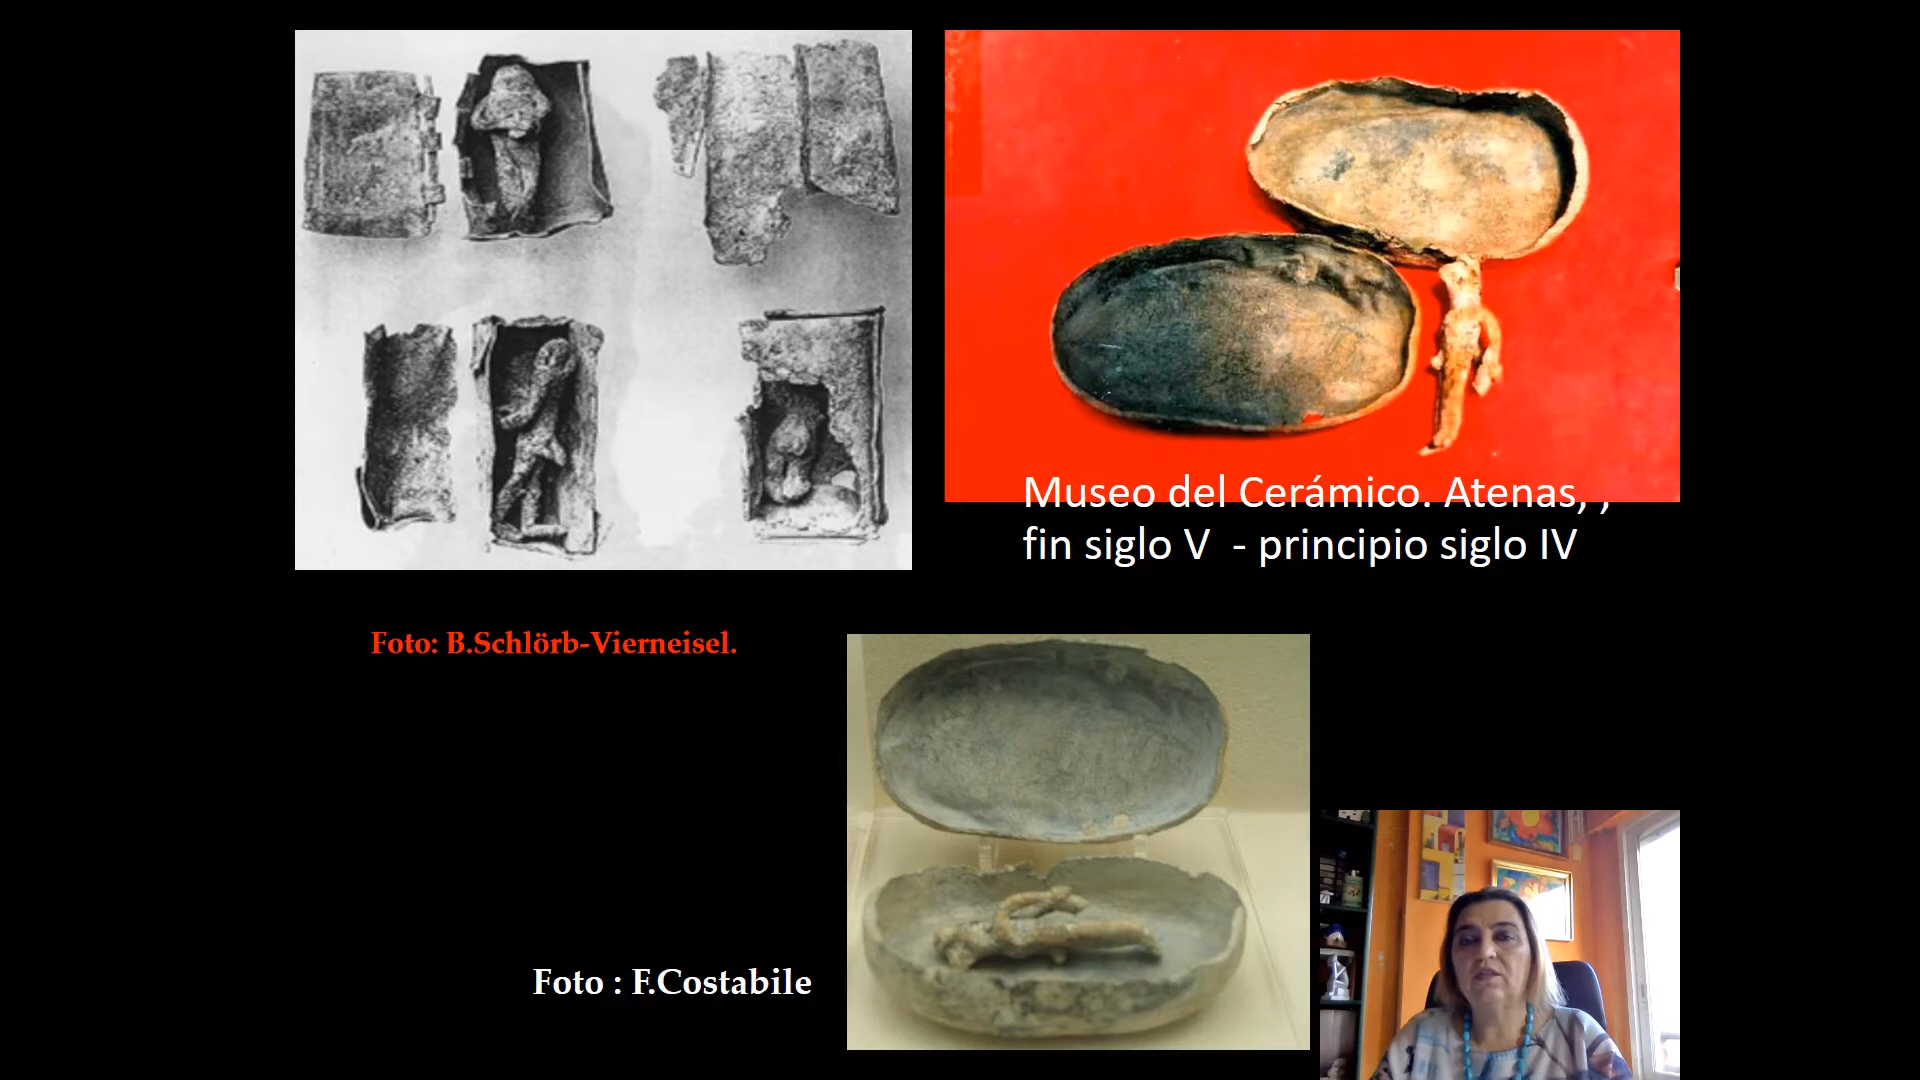 Museo del Cerámico. Atenas, ,
fin siglo V - principio siglo IV
Foto: B.Schlörb-Vierneisel.
Foto : F.Costabile